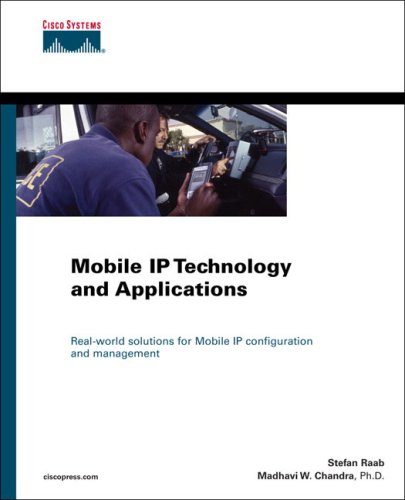 CISCO SYSTEMS
Mobile IP Technology
and Applications
Real-world solutions for Mobile IP configuration
and management
Stefan Raab
ciscopress.com
Madhavi W. Chandra, Ph.D.